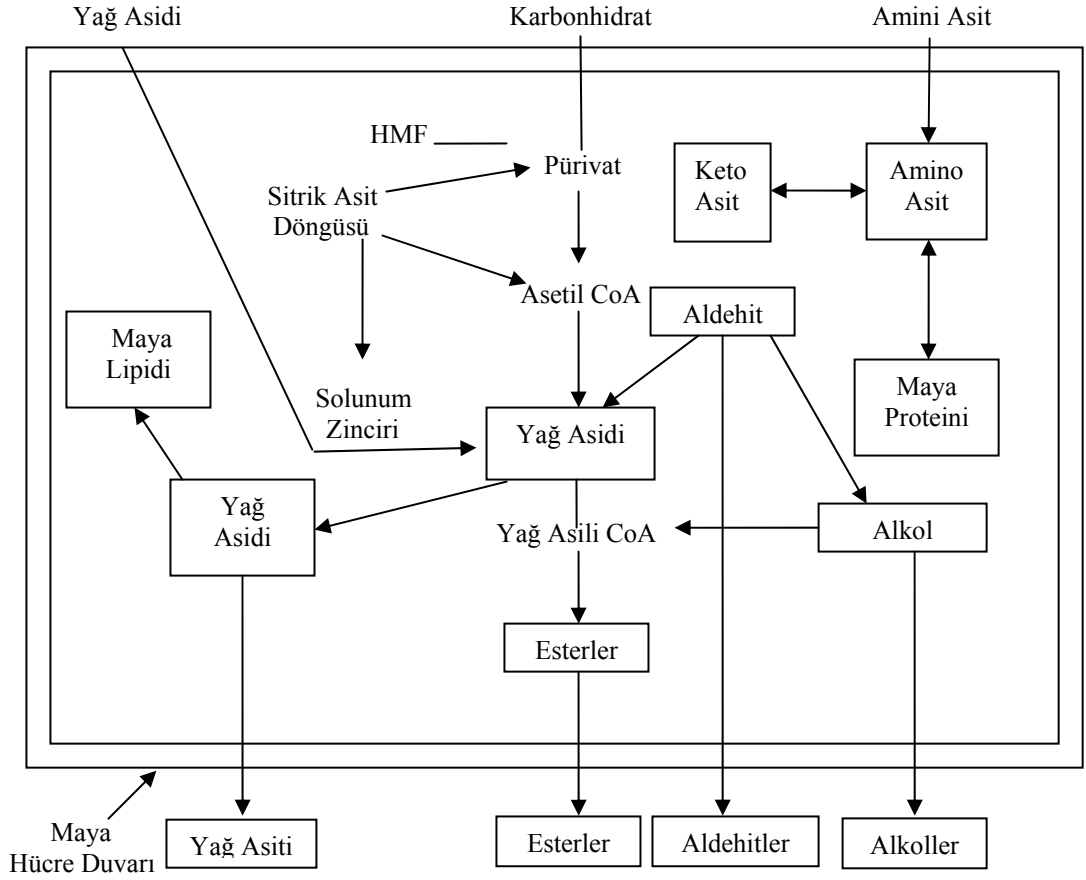 Yağ Asidi
Karbonhidrat
Amini Asit
HMF
Pürivat
Keto
Asit
Amino
Asit
Sitrik Asit
Döngüsü
Asetil CoA
Aldehit
Maya
Lipidi
Maya
Proteini
Solunum
Zinciri
Yağ Asidi
Yağ
Asidi
Yağ Asili CoA
Alkol
Esterler
Maya
Hücre Duvarı
Yağ Asiti
Esterler
Aldehitler
Alkoller